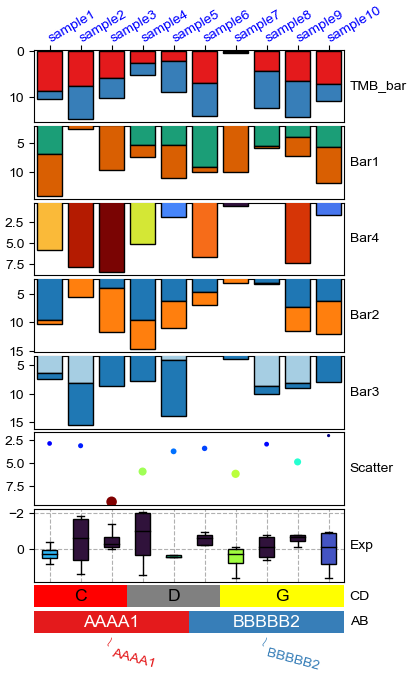 sample1 sample2 sample3 sample4 sample5 sample6 sample7 sample8 sample9 sample10
0
10
TMB_bar
5
10
Bar1
2.5
5.0
7.5
Bar4
5
10
15
Bar2
5
10
15
Bar3
2.5
5.0
7.5
Scatter
−2
0
Exp
C D G CD
AAAA1 BBBBB2 AB
AAAA1 BBBBB2